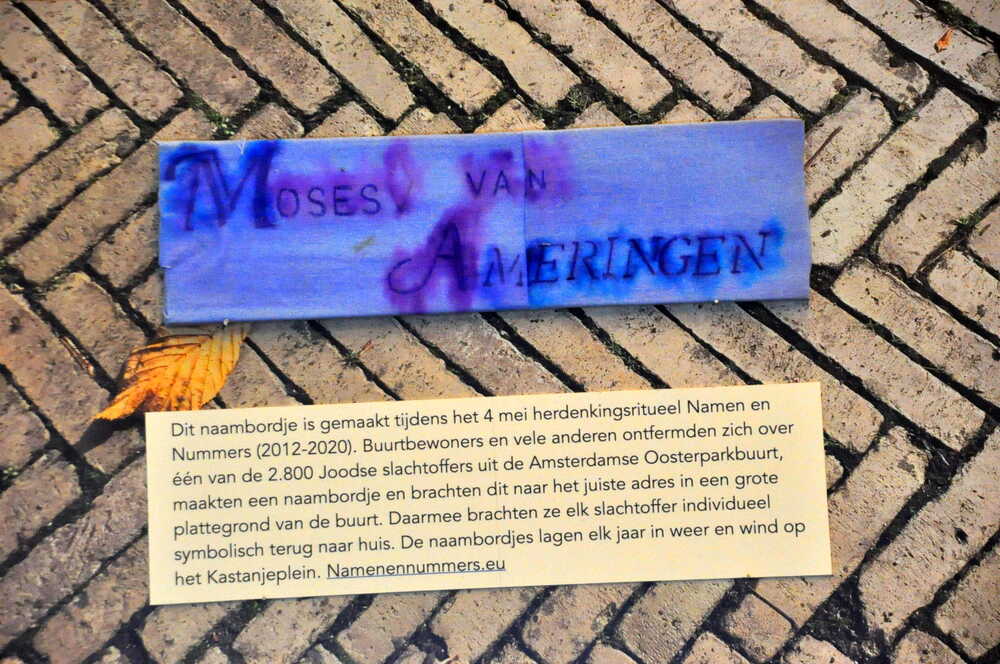 MOSES VAN
AMERINGEN
Dit naambordje is gemaakt tijdens het 4 mei herdenkingsritueel Namen en
Nummers (2012-2020). Buurtbewoners en vele anderen ontfermden zich over
één van de 2.800 Joodse slachtoffers uit de Amsterdamse Oosterparkbuurt,
maakten een naambordje en brachten dit naar het juiste adres in een grote
plattegrond van de buurt. Daarmee brachten ze elk slachtoffer individueel
symbolisch terug naar huis. De naambordjes lagen elk jaar in weer en wind op
het Kastanjeplein. Namenennummers.eu